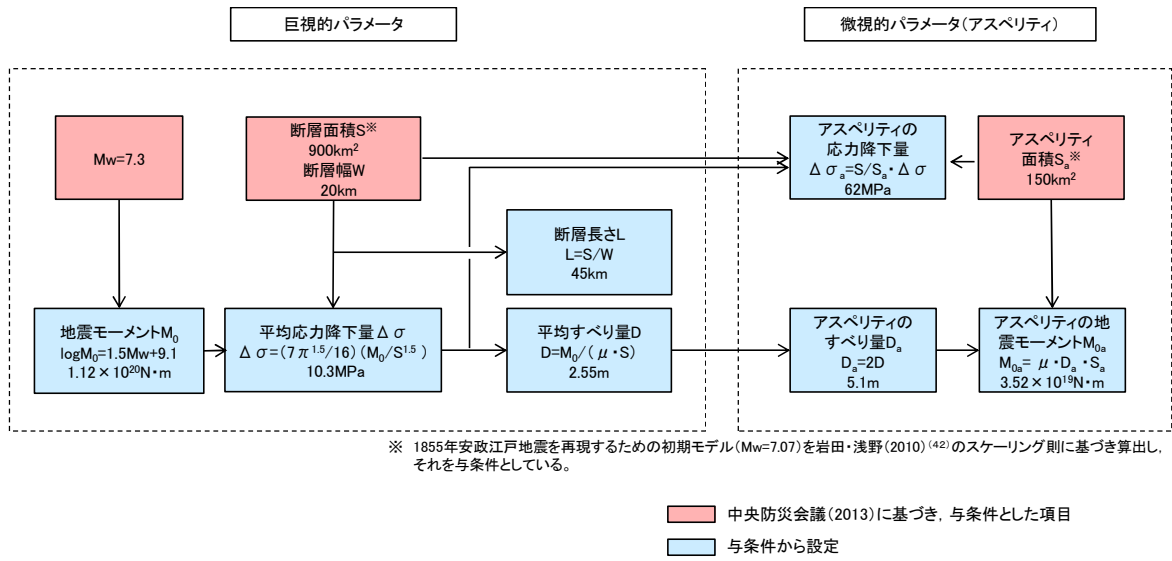 巨視的パラメータ
微視的パラメータ(アスペリティ)
Mw=7.3
断層面積S※
900km²
断層幅W
20km
アスペリティの
応力降下量
Δσₐ=S/Sₐ・Δσ
62MPa
アスペリティ
面積Sₐ※
150km²
断層長さL
L=S/W
45km
地震モーメントM₀
logM₀=1.5Mw+9.1
1.12×10²⁰N・m
平均応力降下量Δσ
Δσ=(7π¹·⁵/16)(M₀/S¹·⁵)
10.3MPa
平均すべり量D
D=M₀/(μ・S)
2.55m
アスペリティの
すべり量Dₐ
Dₐ=2D
5.1m
アスペリティの地
震モーメントM₀ₐ
M₀ₐ= μ・Dₐ・Sₐ
3.52×10¹⁹N・m
※ 1855年安政江戸地震を再現するための初期モデル(Mw=7.07)を岩田・浅野(2010)⁽⁴²⁾のスケーリング則に基づき算出し,
それを与条件としている。
中央防災会議(2013)に基づき,与条件とした項目
与条件から設定